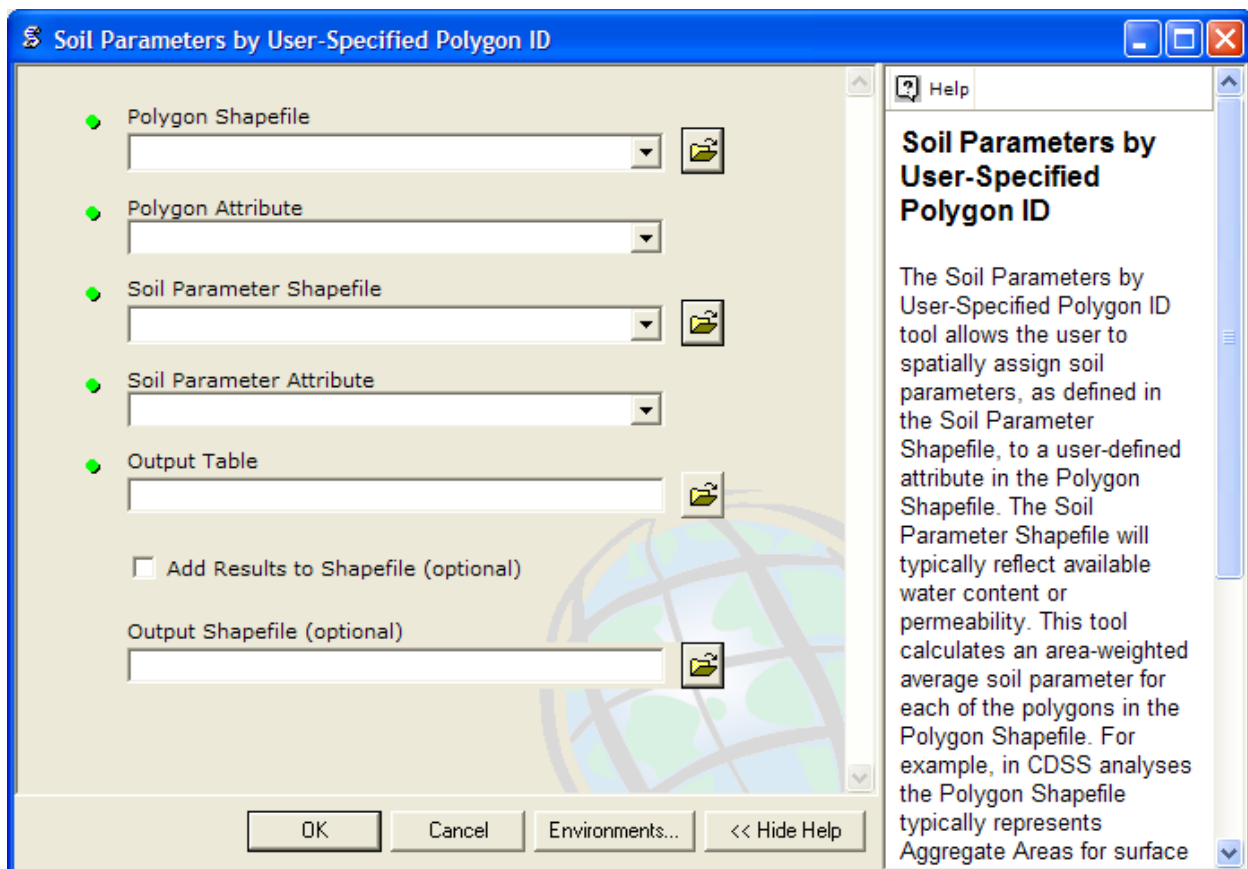 Soil Parameters by User-Specified Polygon ID
Polygon Shapefile
Polygon Attribute
Soil Parameter Shapefile
Soil Parameter Attribute
Output Table
Add Results to Shapefile (optional)
Output Shapefile (optional)
OK
Cancel
Environments...
<< Hide Help
Help
Soil Parameters by
User-Specified
Polygon ID
The Soil Parameters by
User-Specified Polygon ID
tool allows the user to
spatially assign soil
parameters, as defined in
the Soil Parameter
Shapefile, to a user-defined
attribute in the Polygon
Shapefile. The Soil
Parameter Shapefile will
typically reflect available
water content or
permeability. This tool
calculates an area-weighted
average soil parameter for
each of the polygons in the
Polygon Shapefile. For
example, in CDSS analyses
the Polygon Shapefile
typically represents
Aggregate Areas for surface